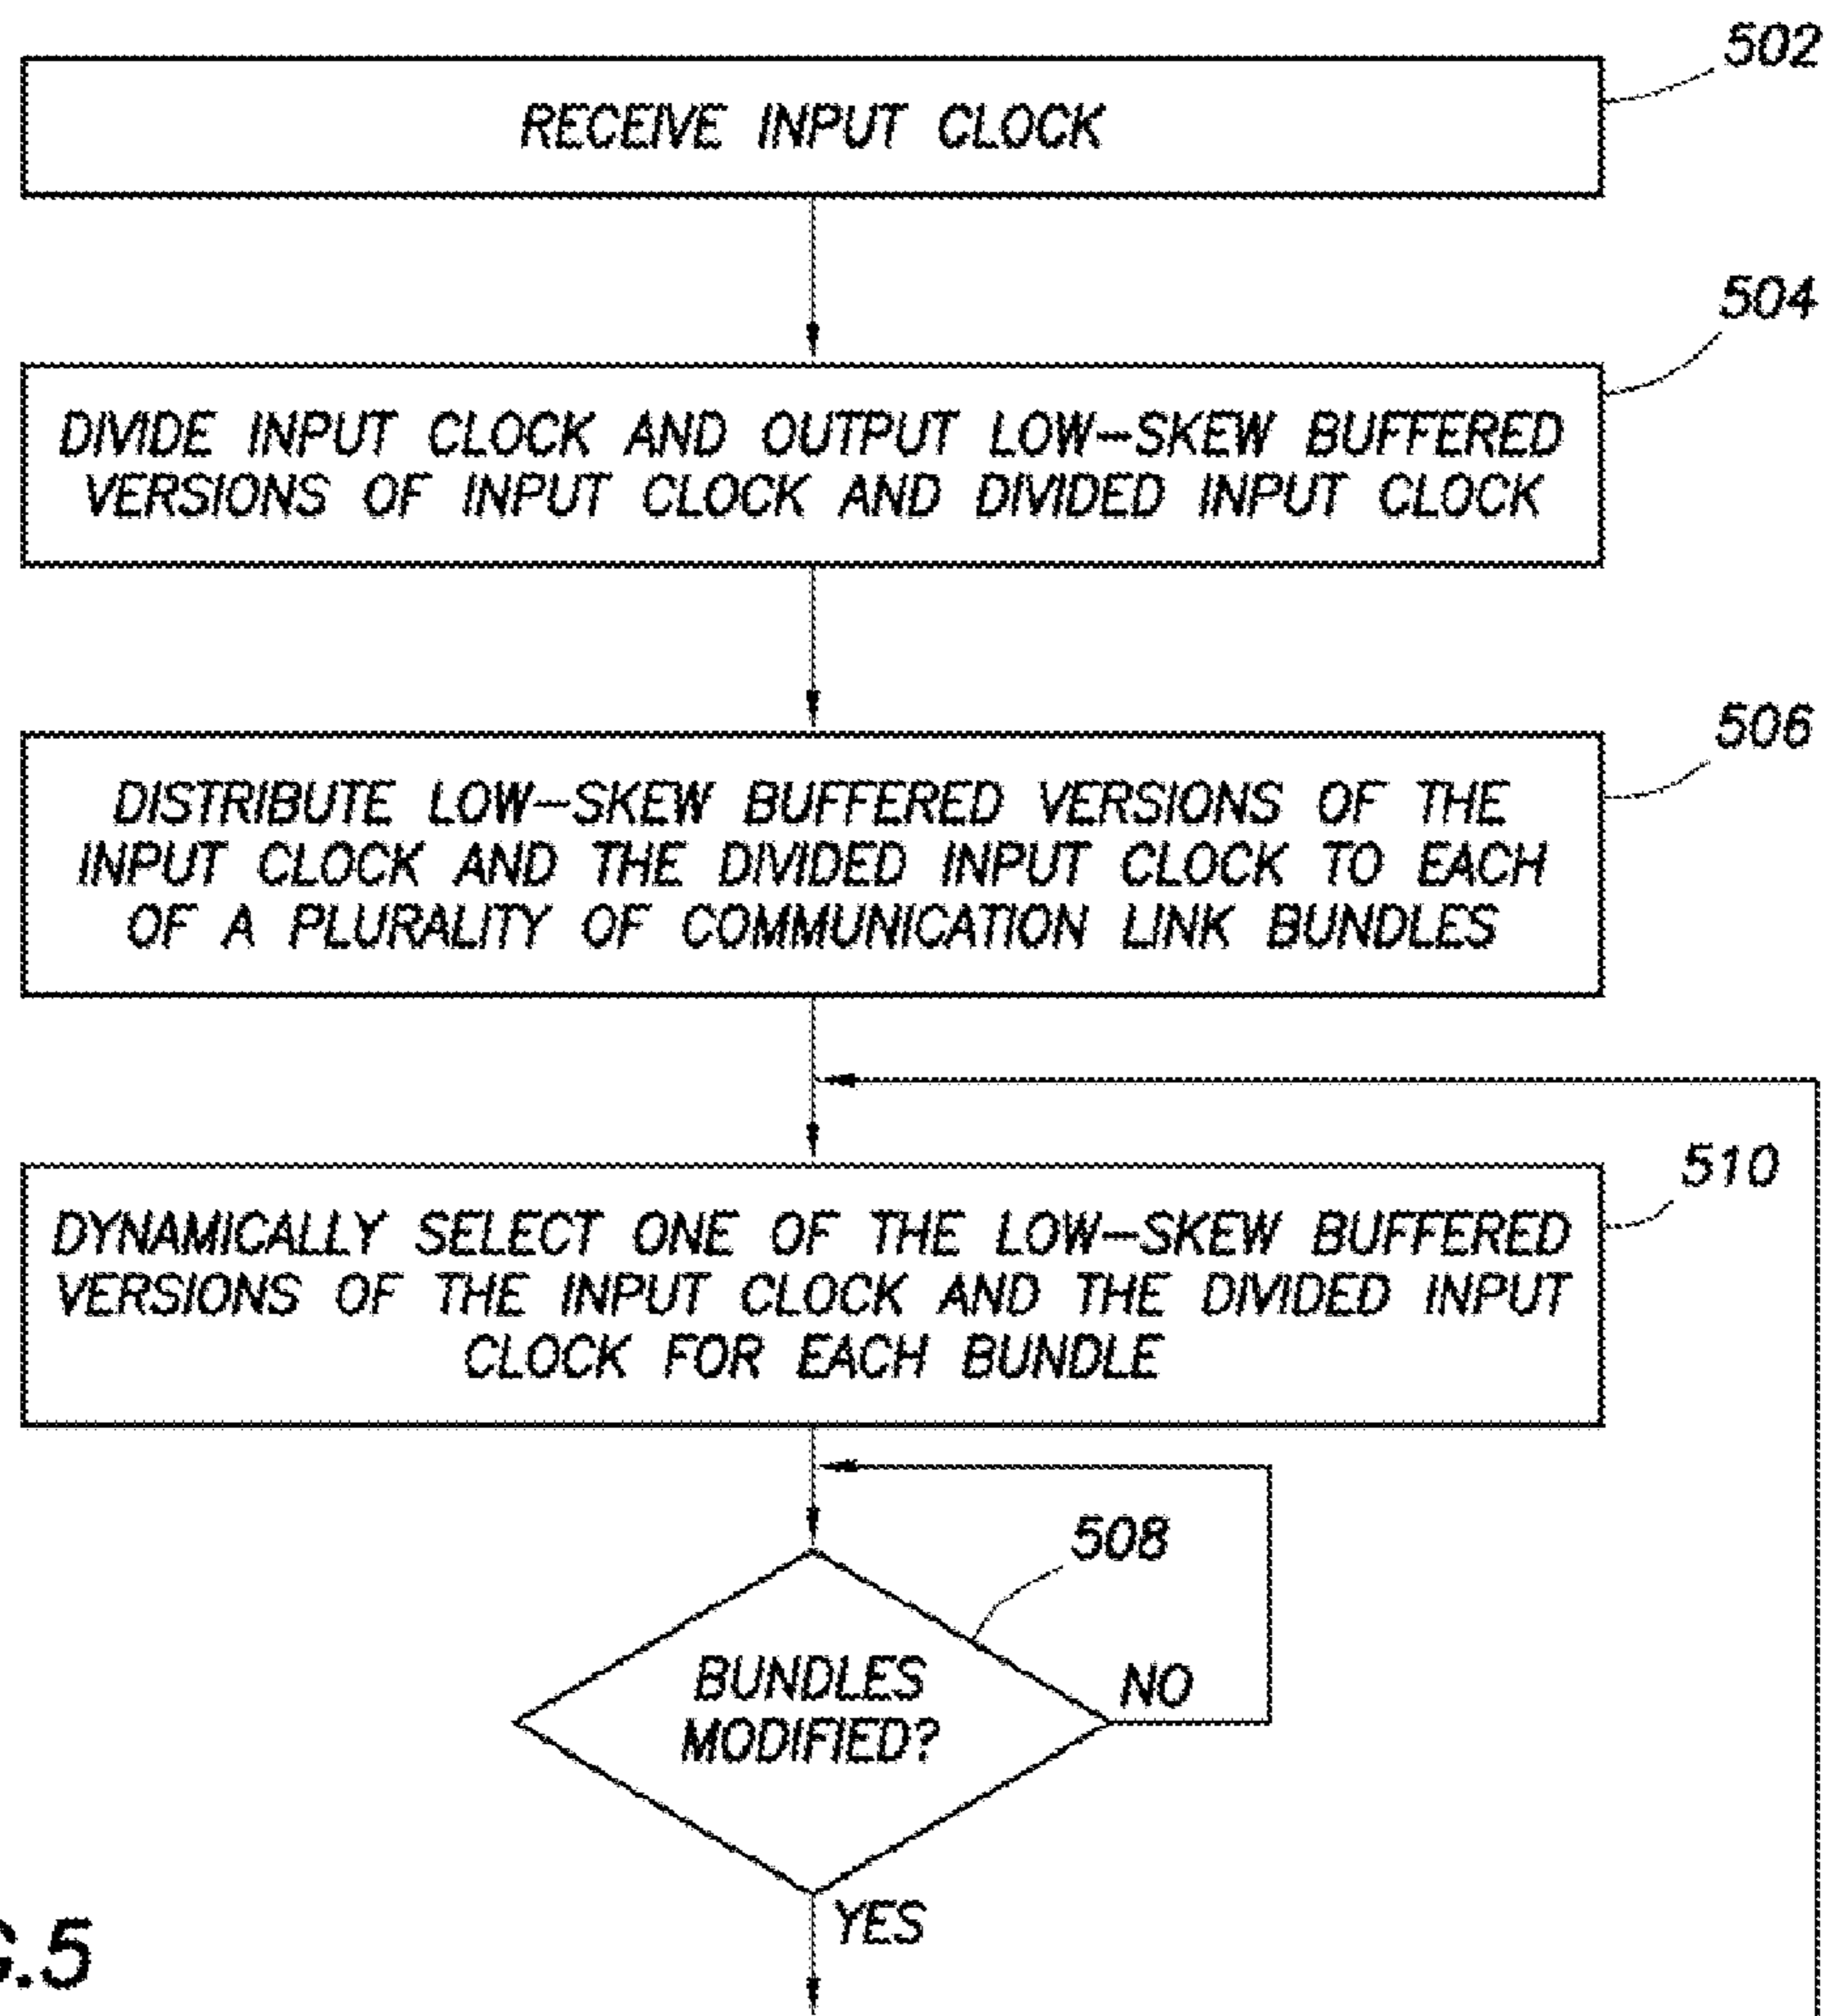 502
RECEIVE INPUT CLOCK
504
DIVIDE INPUT CLOCK AND OUTPUT LOW-SKEW BUFFERED
VERSIONS OF INPUT CLOCK AND DIVIDED INPUT CLOCK
506
DISTRIBUTE LOW-SKEW BUFFERED VERSIONS OF THE
INPUT CLOCK AND THE DIVIDED INPUT CLOCK TO EACH
OF A PLURALITY OF COMMUNICATION LINK BUNDLES
510
DYNAMICALLY SELECT ONE OF THE LOW-SKEW BUFFERED
VERSIONS OF THE INPUT CLOCK AND THE DIVIDED INPUT
CLOCK FOR EACH BUNDLE
508
BUNDLES
MODIFIED?
NO
YES
G.5